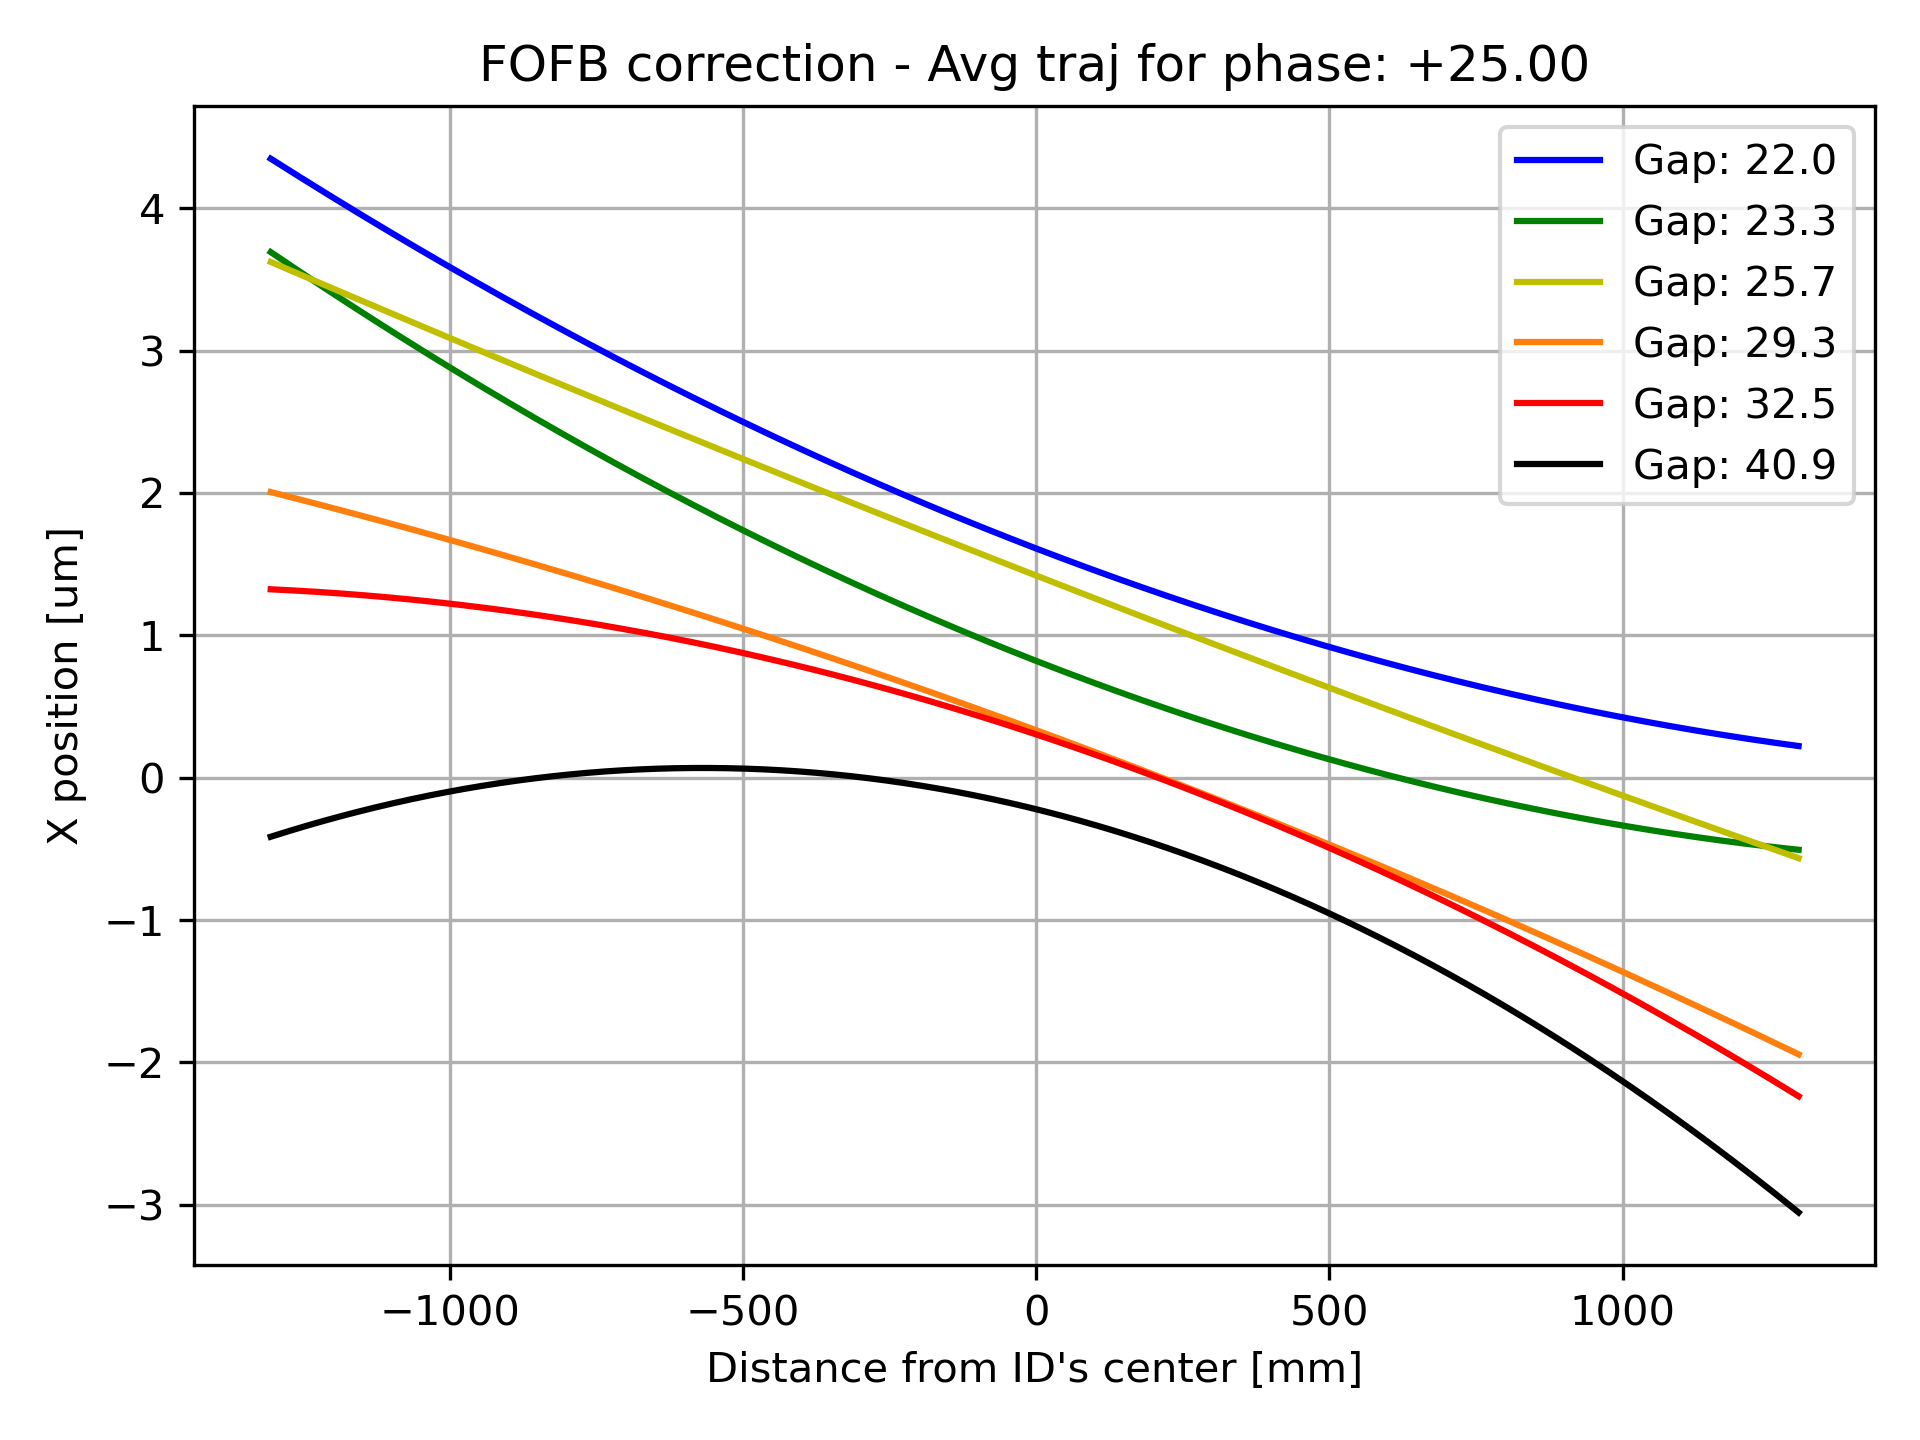 FOFB correction - Avg traj for phase: +25.00
Gap: 22.0
Gap: 23.3
Gap: 25.7
Gap: 29.3
Gap: 32.5
Gap: 40.9
X position [um]
4
3
2
1
0
−1
−2
−3
−1000 −500 0 500 1000
Distance from ID's center [mm]